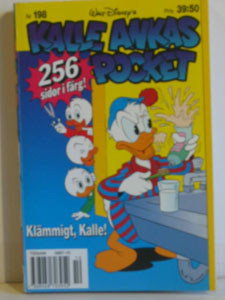 Nr 198
Walt Disney's
Pris 39:50
KALLE ANKAS
POCKET
256
sidor i färg!
Klämmigt, Kalle!